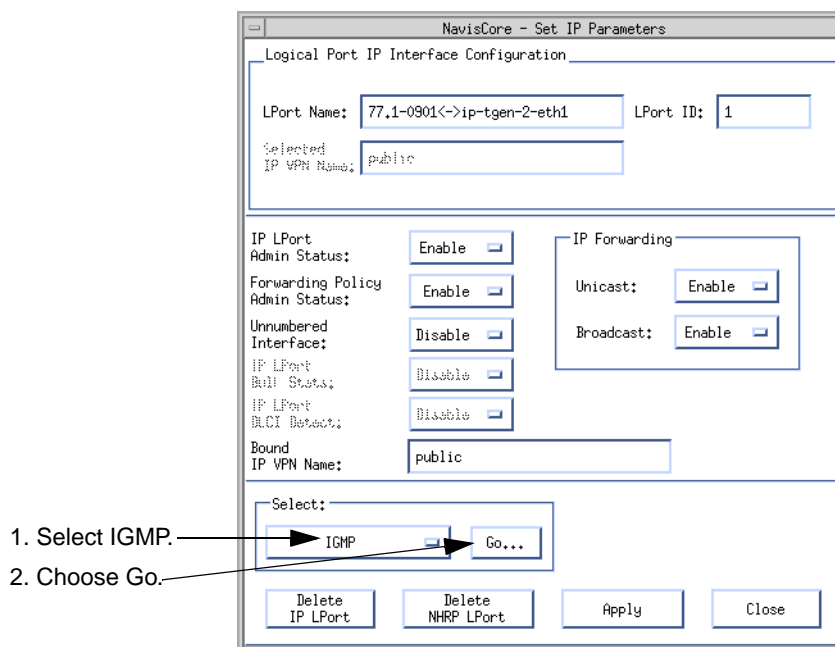 NavisCore - Set IP Parameters
Logical Port IP Interface Configuration
LPort Name: 77.1-0901<->ip-tgen-2-eth1 LPort ID: 1
Selected
IP VPN Name: public
IP LPort
Admin Status: Enable
Forwarding Policy
Admin Status: Enable
Unnumbered
Interface: Disable
IP LPort
Bulk Stats: Disable
IP LPort
DLCI Detect: Disable
Bound
IP VPN Name: public
IP Forwarding
Unicast: Enable
Broadcast: Enable
Select:
IGMP Go...
1. Select IGMP.
2. Choose Go.
Delete
IP LPort
Delete
NHRP LPort
Apply
Close